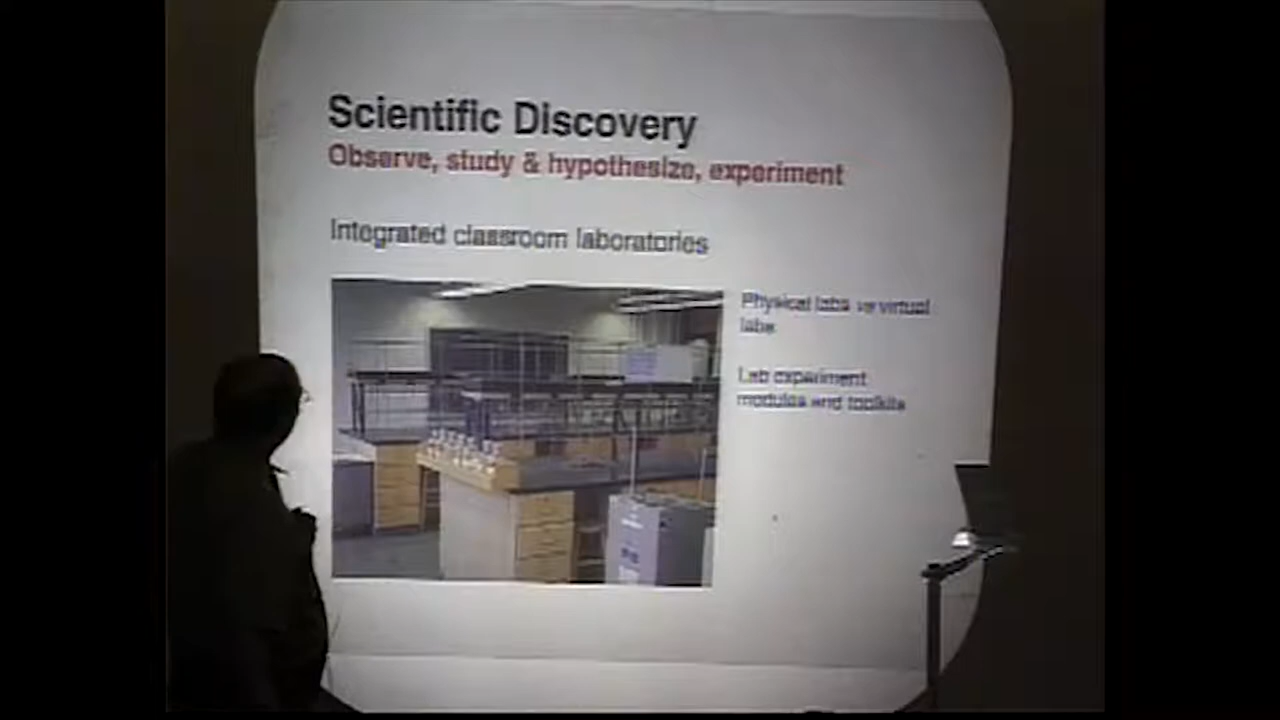 Scientific Discovery
Observe, study & hypothesize, experiment
Integrated classroom laboratories
Physical labs vs virtual
labs
Lab experiment
modules and toolkits